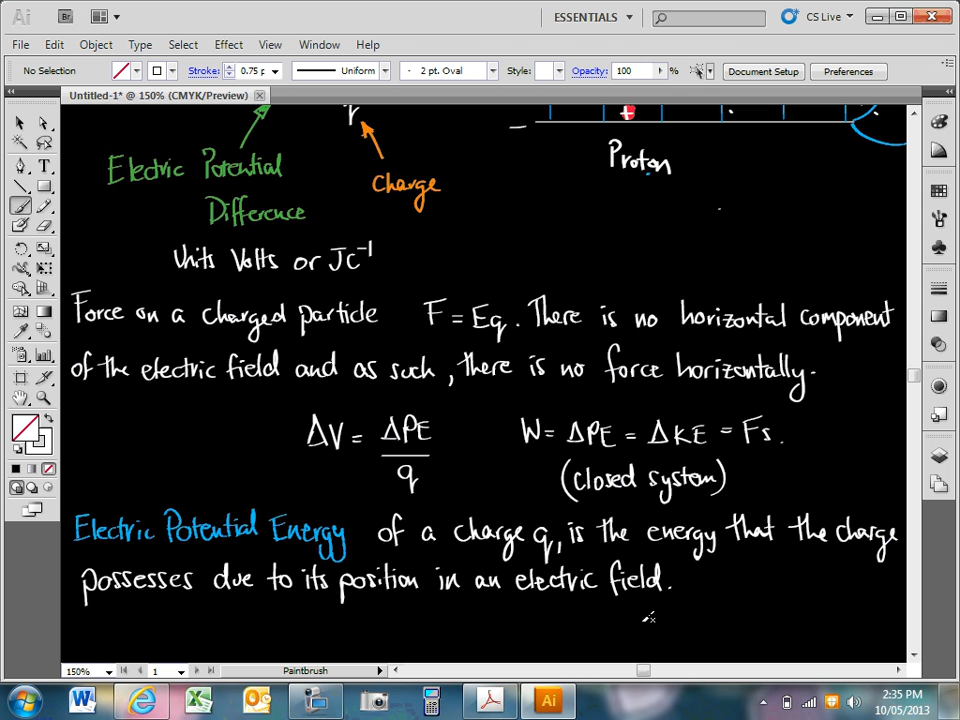 Ai Br ESSENTIALS CS Live
File Edit Object Type Select Effect View Window Help
No Selection Stroke: 0.75 p Uniform 2 pt. Oval Style: Opacity: 100 % Document Setup Preferences
Untitled-1* @ 150% (CMYK/Preview)
q
Electric Potential
Difference
Charge
Proton
Units Volts or JC⁻¹
Force on a charged particle F = Eq. There is no horizontal component
of the electric field and as such, there is no force horizontally.
ΔV = ΔPE / q W = ΔPE = ΔKE = Fs.
(closed system)
Electric Potential Energy of a charge q, is the energy that the charge
possesses due to its position in an electric field.
150% 1 Paintbrush
2:35 PM
10/05/2013